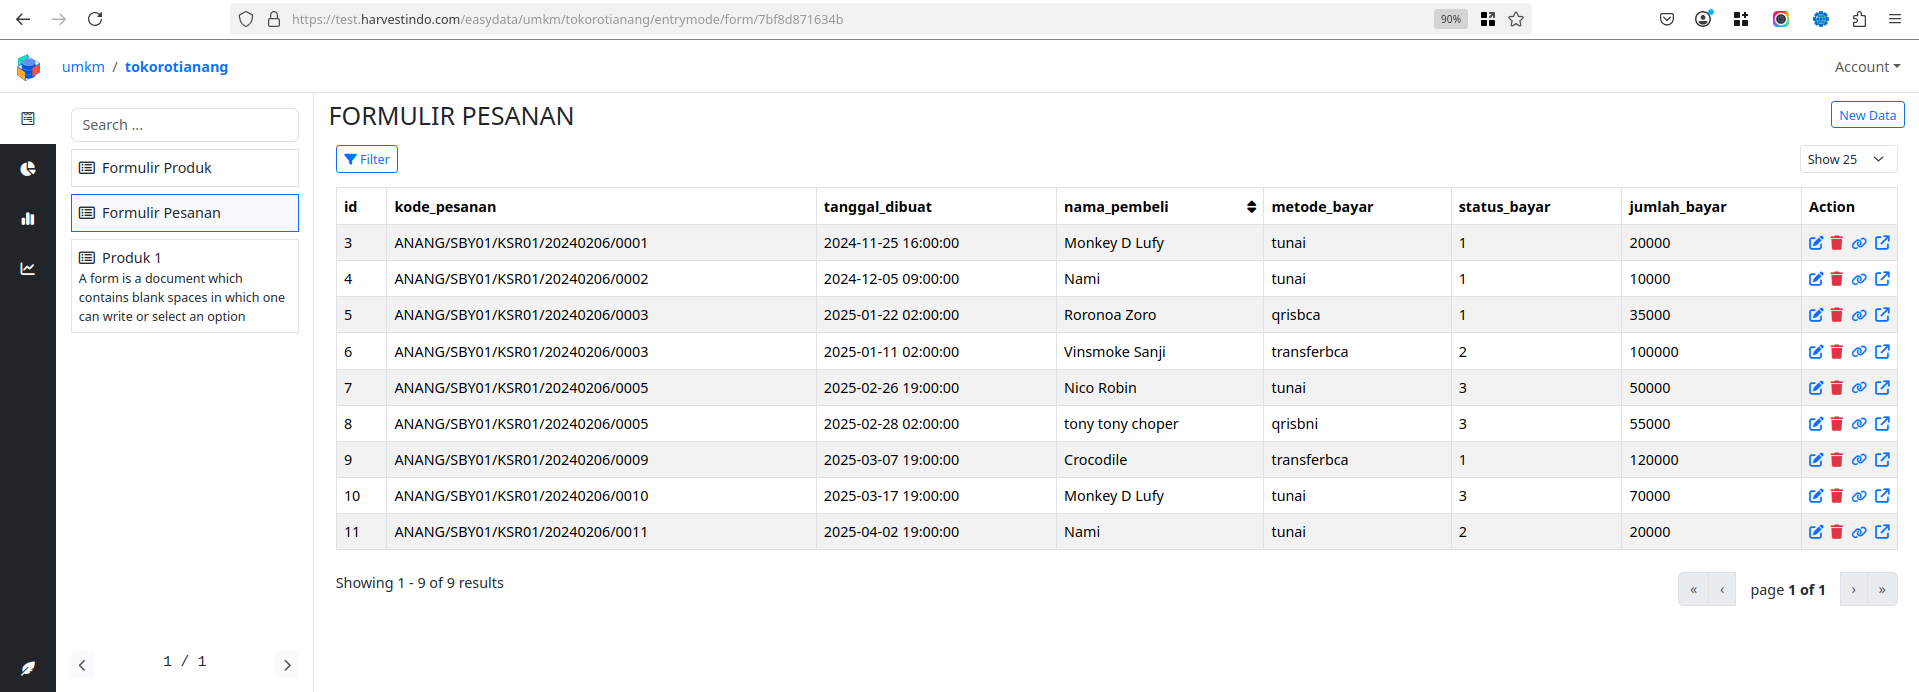 https://test.harvestindo.com/easydata/umkm/tokorotianang/entrymode/form/7bf8d871634b 90%
umkm / tokorotianang Account
Search ...
Formulir Produk
Formulir Pesanan
Produk 1
A form is a document which
contains blank spaces in which one
can write or select an option
1 / 1
FORMULIR PESANAN New Data
Filter Show 25
id kode_pesanan tanggal_dibuat nama_pembeli metode_bayar status_bayar jumlah_bayar Action
3 ANANG/SBY01/KSR01/20240206/0001 2024-11-25 16:00:00 Monkey D Lufy tunai 1 20000
4 ANANG/SBY01/KSR01/20240206/0002 2024-12-05 09:00:00 Nami tunai 1 10000
5 ANANG/SBY01/KSR01/20240206/0003 2025-01-22 02:00:00 Roronoa Zoro qrisbca 1 35000
6 ANANG/SBY01/KSR01/20240206/0003 2025-01-11 02:00:00 Vinsmoke Sanji transferbca 2 100000
7 ANANG/SBY01/KSR01/20240206/0005 2025-02-26 19:00:00 Nico Robin tunai 3 50000
8 ANANG/SBY01/KSR01/20240206/0005 2025-02-28 02:00:00 tony tony choper qrisbni 3 55000
9 ANANG/SBY01/KSR01/20240206/0009 2025-03-07 19:00:00 Crocodile transferbca 1 120000
10 ANANG/SBY01/KSR01/20240206/0010 2025-03-17 19:00:00 Monkey D Lufy tunai 3 70000
11 ANANG/SBY01/KSR01/20240206/0011 2025-04-02 19:00:00 Nami tunai 2 20000
Showing 1 - 9 of 9 results « ‹ page 1 of 1 › »